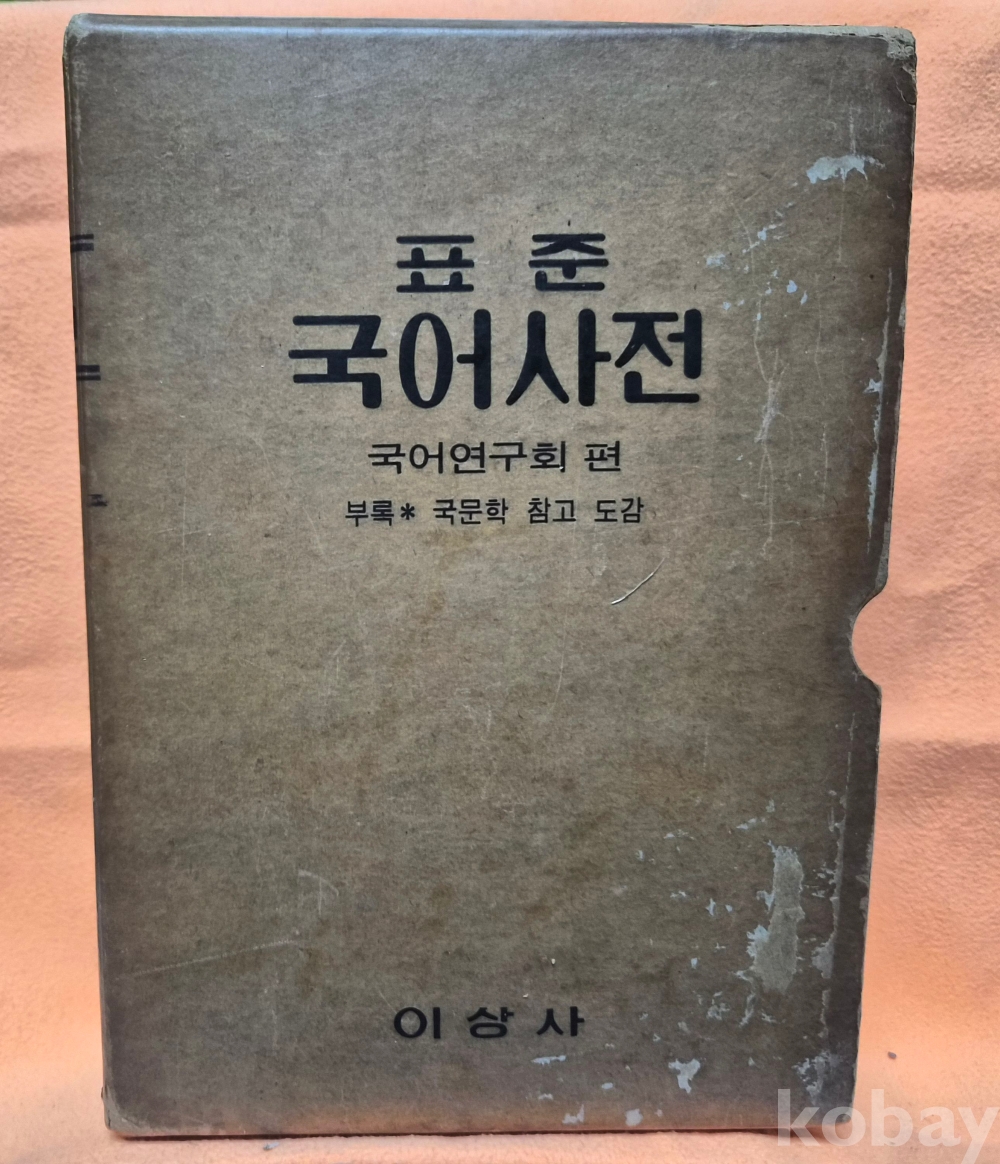 표준
국어사전
국어연구회 편
부록* 국문학 참고 도감
이상사
kobay